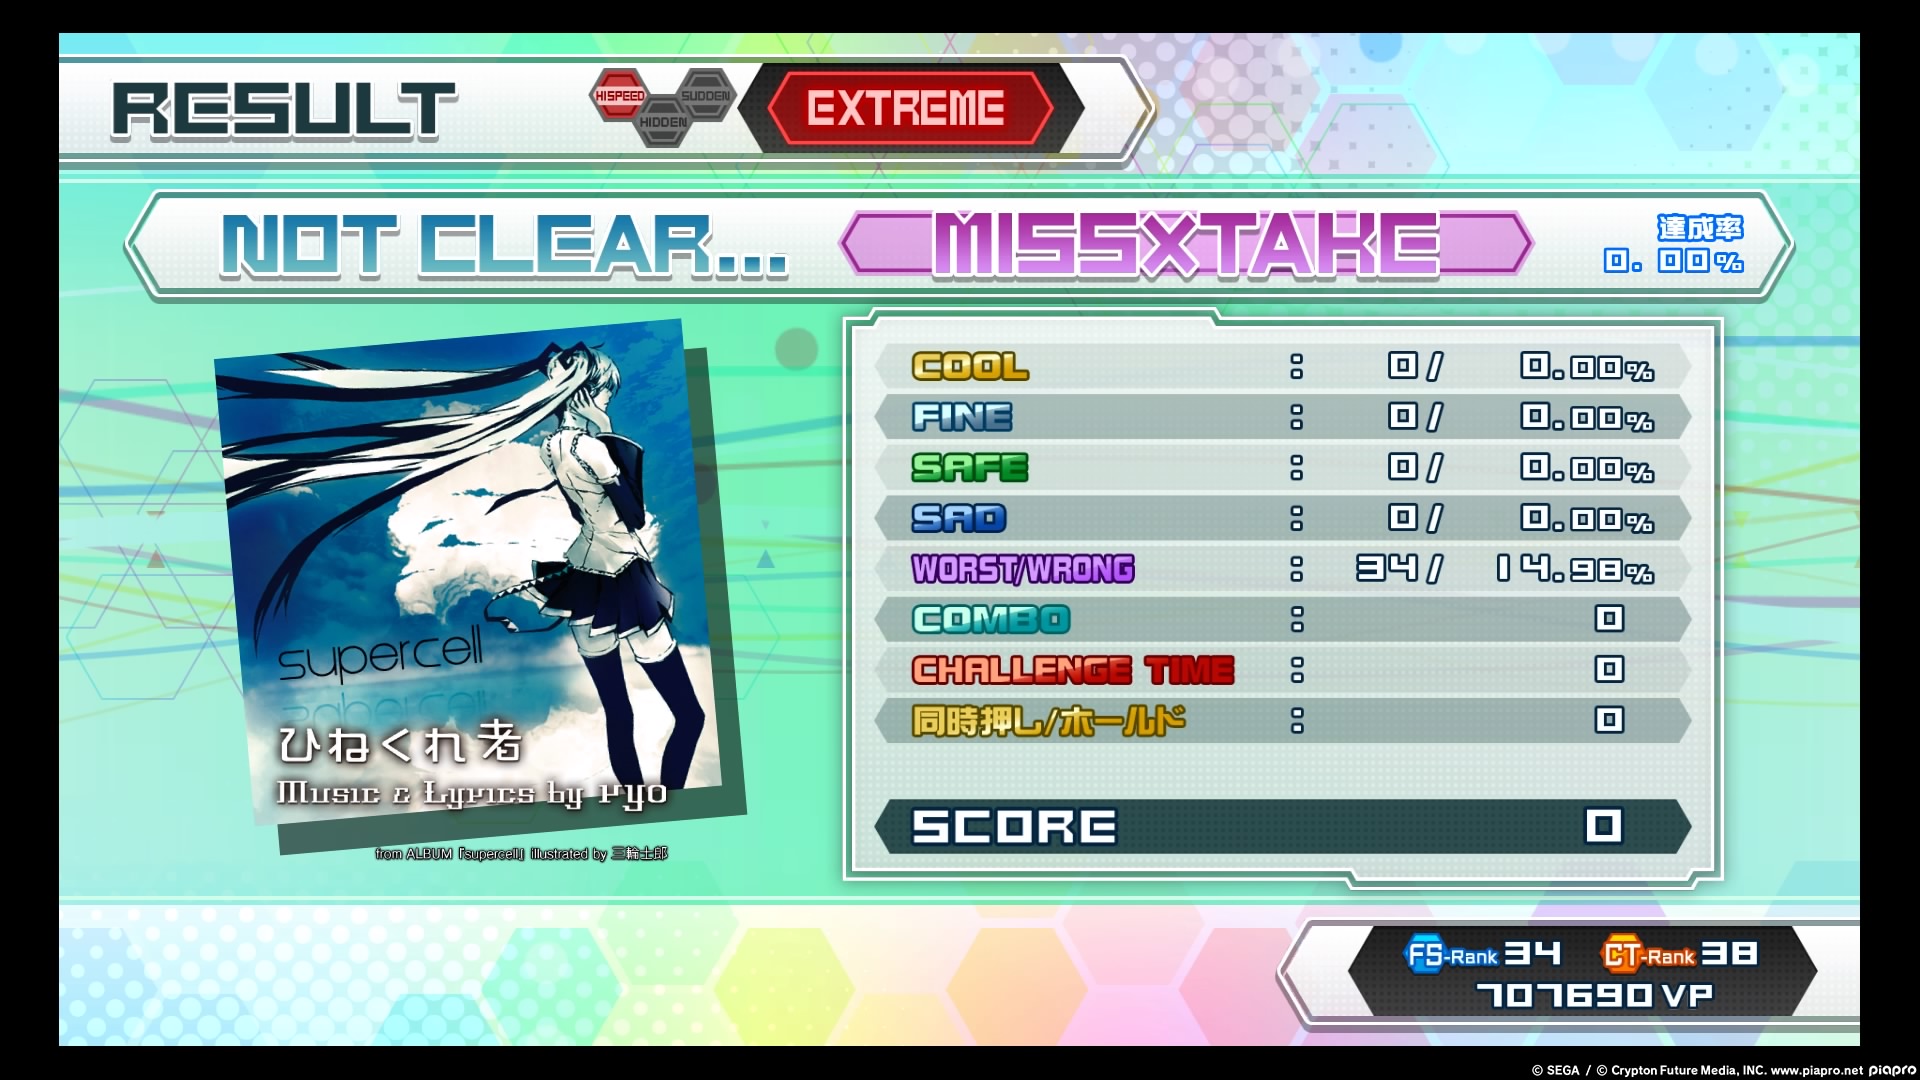 RESULT
HISPEED
SUDDEN
HIDDEN
EXTREME
NOT CLEAR...
MISS×TAKE
達成率
0.00%
COOL : 0/ 0.00%
FINE : 0/ 0.00%
SAFE : 0/ 0.00%
SAD : 0/ 0.00%
WORST/WRONG : 34/ 14.98%
COMBO : 0
CHALLENGE TIME : 0
同時押し/ホールド : 0
SCORE 0
supercell
ひねくれ者
Music & Lyrics by ryo
from ALBUM『supercell』illustrated by 三輪士郎
FS-Rank 34 CT-Rank 38
707690 VP
© SEGA / © Crypton Future Media, INC. www.piapro.net piapro